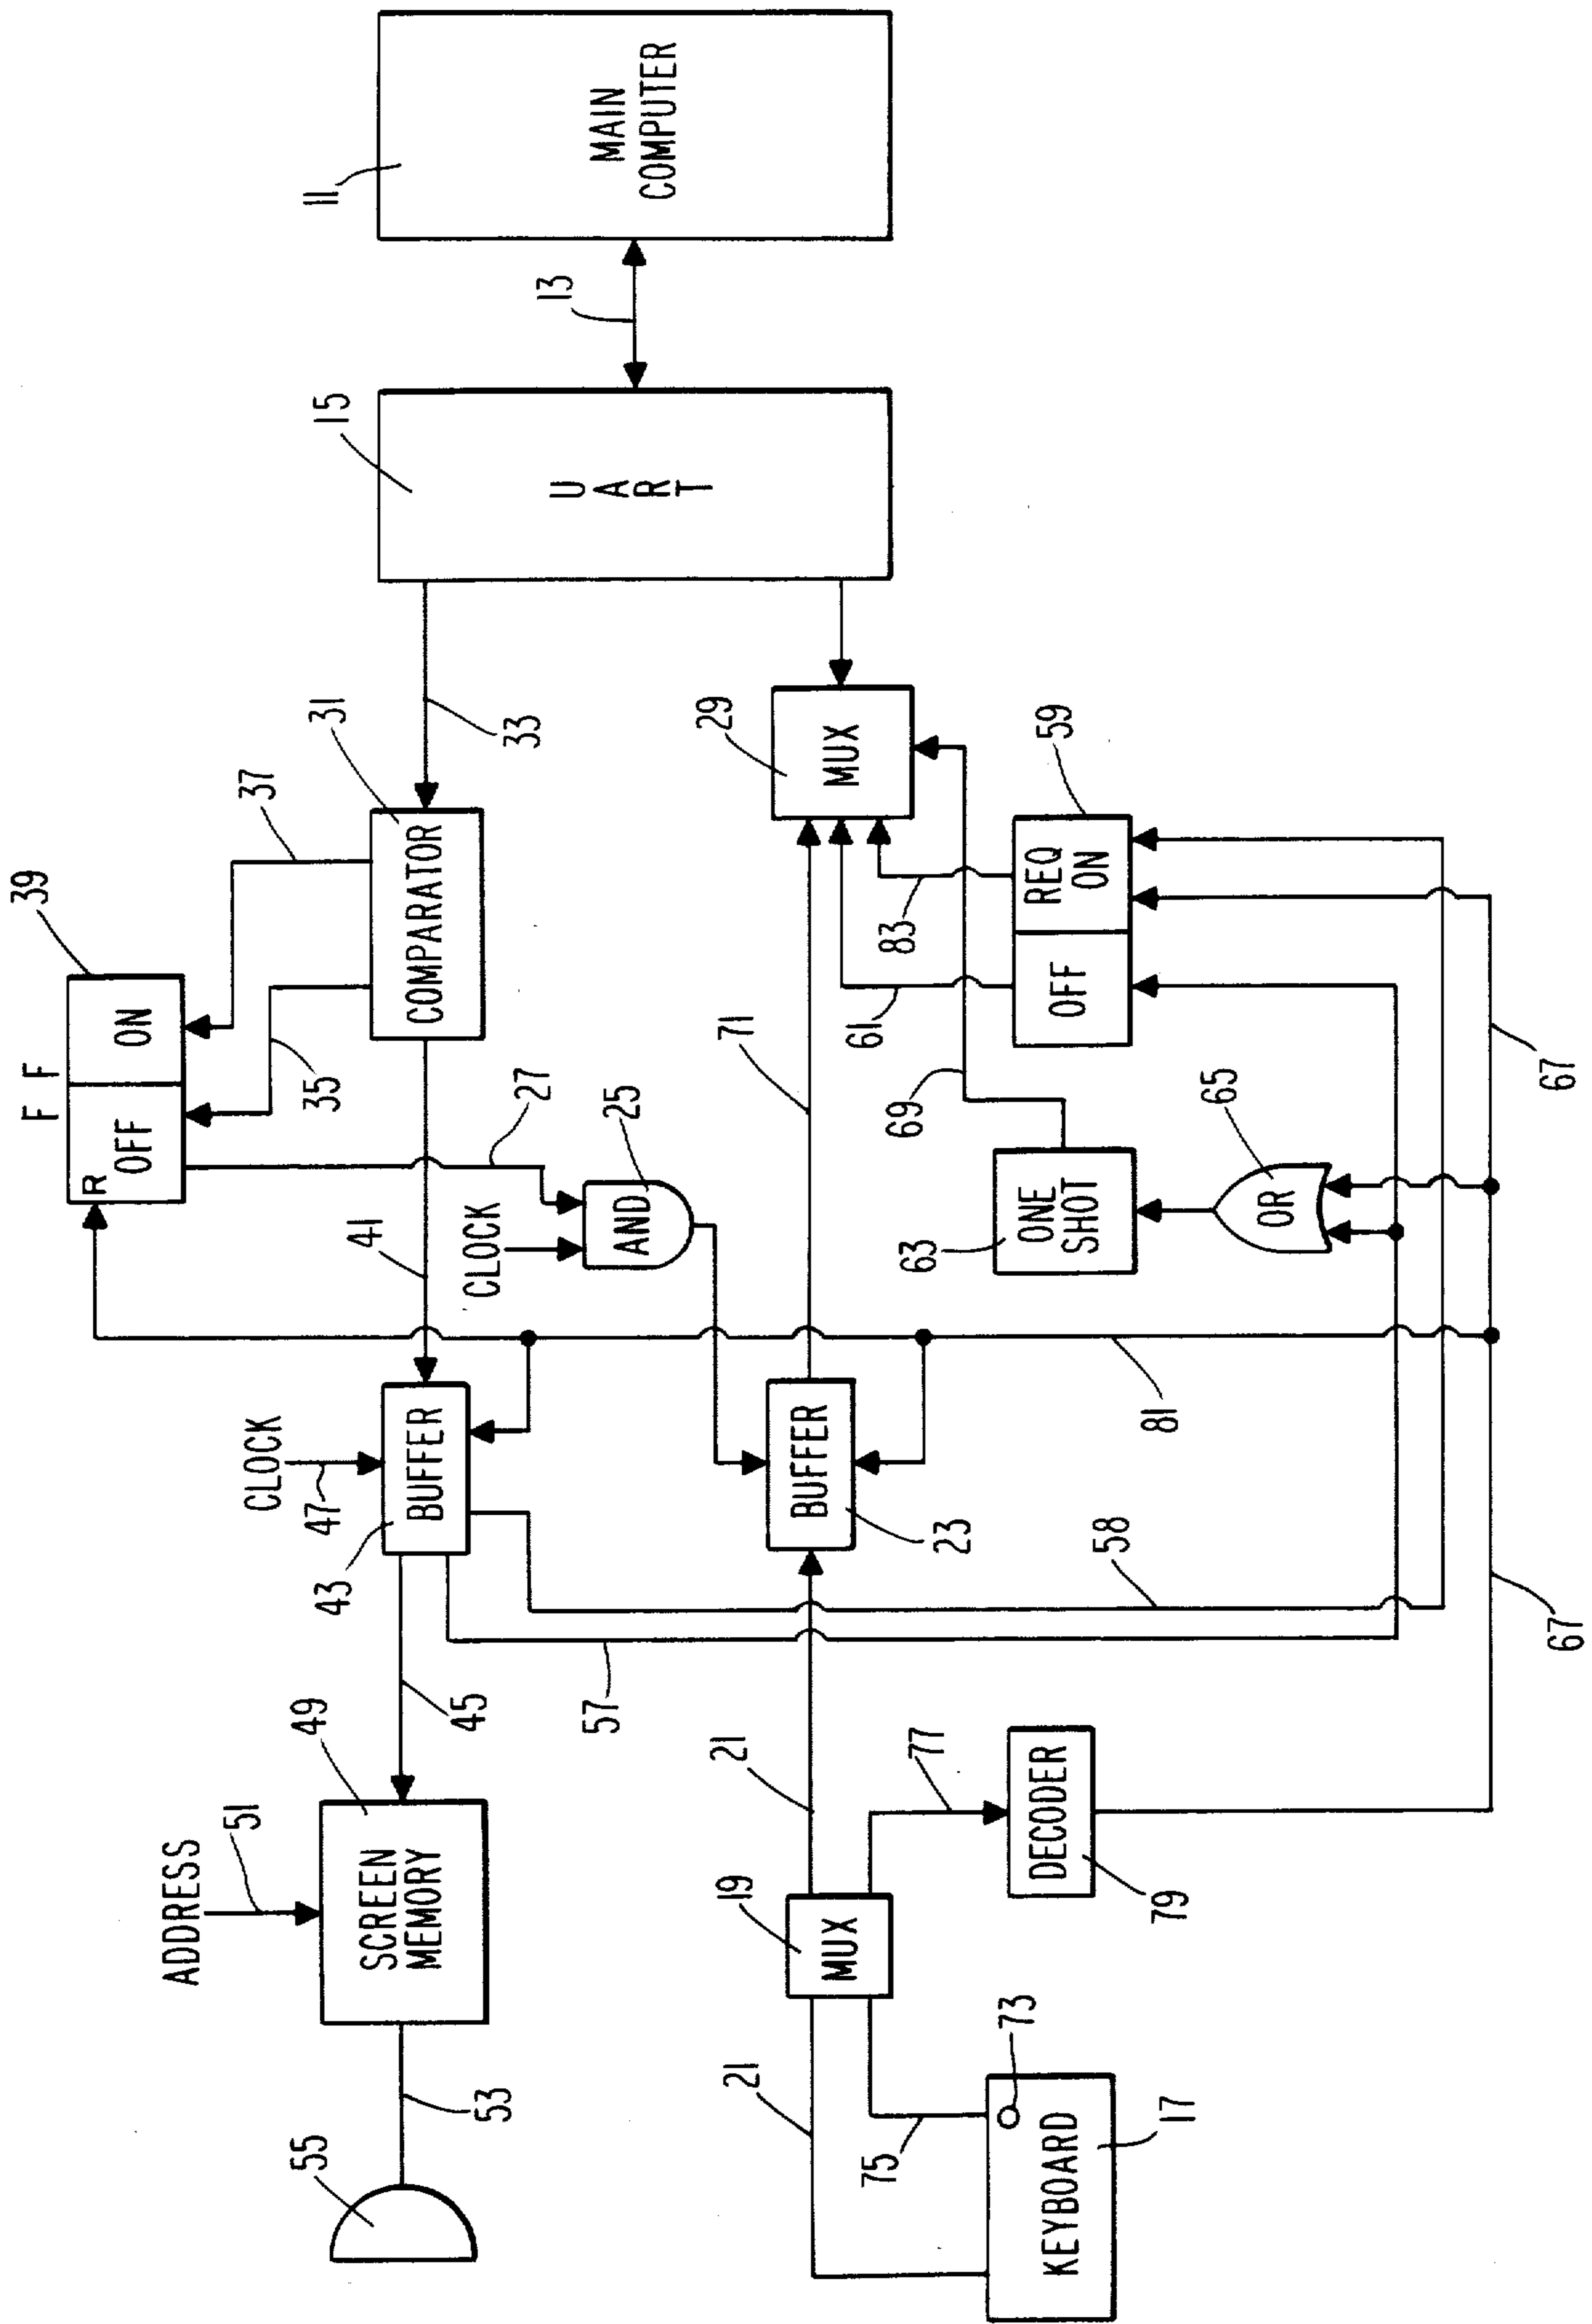 11
MAIN
COMPUTER
13
15
UART
33
31
COMPARATOR
37
35
39
F F
R
OFF
ON
27
41
CLOCK
25
AND
29
MUX
59
REQ
ON
OFF
83
61
69
71
63
ONE
SHOT
65
OR
67
CLOCK
47
43
BUFFER
BUFFER
23
81
58
57
67
45
49
SCREEN
MEMORY
ADDRESS
51
53
55
21
19
MUX
77
DECODER
79
21
75
73
KEYBOARD
17